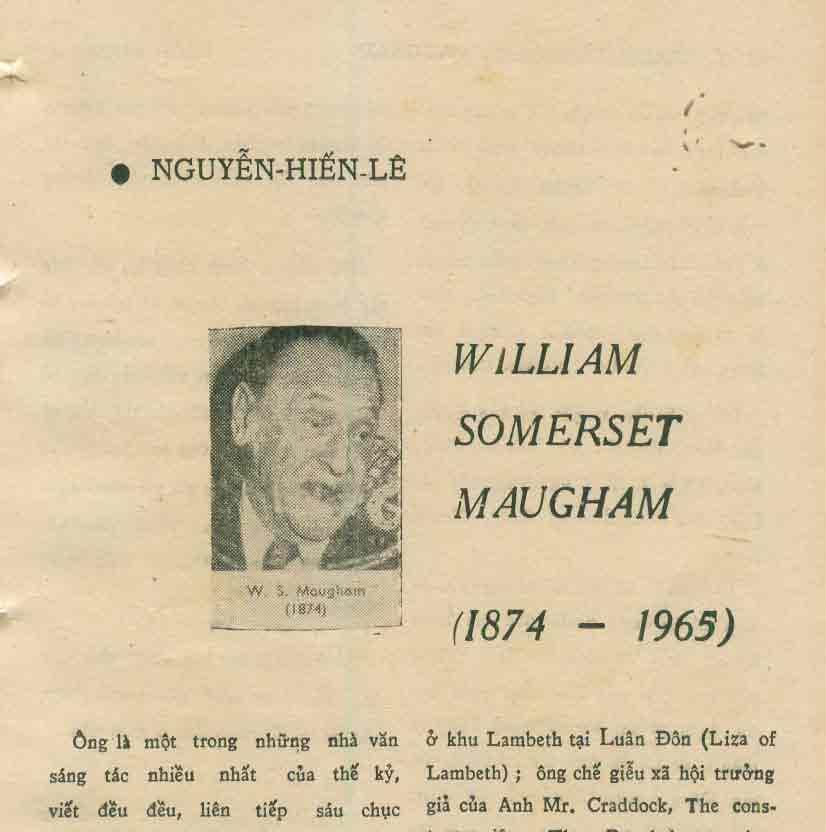 ● NGUYỄN-HIẾN-LÊ
WILLIAM
SOMERSET
MAUGHAM
(1874 – 1965)
W. S. Maugham
(1874)
Ông là một trong những nhà văn
sáng tác nhiều nhất của thế kỷ,
viết đều đều, liên tiếp sáu chục
ở khu Lambeth tại Luân Đôn (Liza of
Lambeth) ; ông chế giễu xã hội trưởng
giả của Anh Mr. Craddock, The cons-